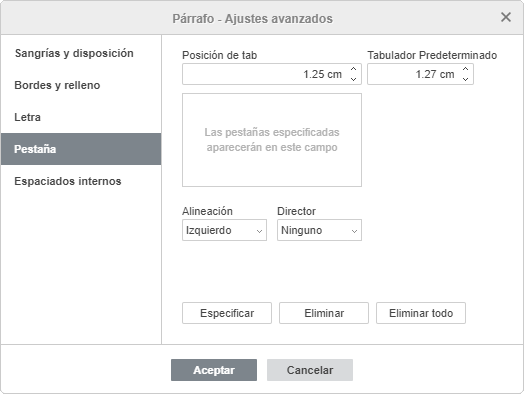 Párrafo - Ajustes avanzados
Sangrías y disposición
Bordes y relleno
Letra
Pestaña
Espaciados internos
Posición de tab
Tabulador Predeterminado
1.25 cm
1.27 cm
Las pestañas especificadas
aparecerán en este campo
Alineación
Director
Izquierdo
Ninguno
Especificar
Eliminar
Eliminar todo
Aceptar
Cancelar